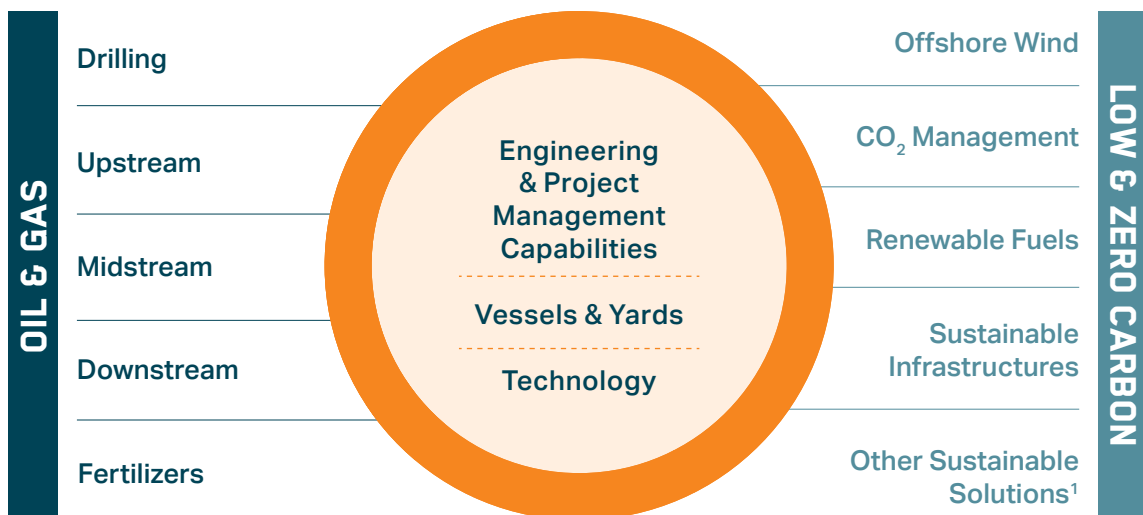 OIL & GAS
Drilling
Upstream
Midstream
Downstream
Fertilizers
Engineering
& Project
Management
Capabilities
Vessels & Yards
Technology
Offshore Wind
CO₂ Management
Renewable Fuels
Sustainable
Infrastructures
Other Sustainable
Solutions¹
LOW & ZERO CARBON